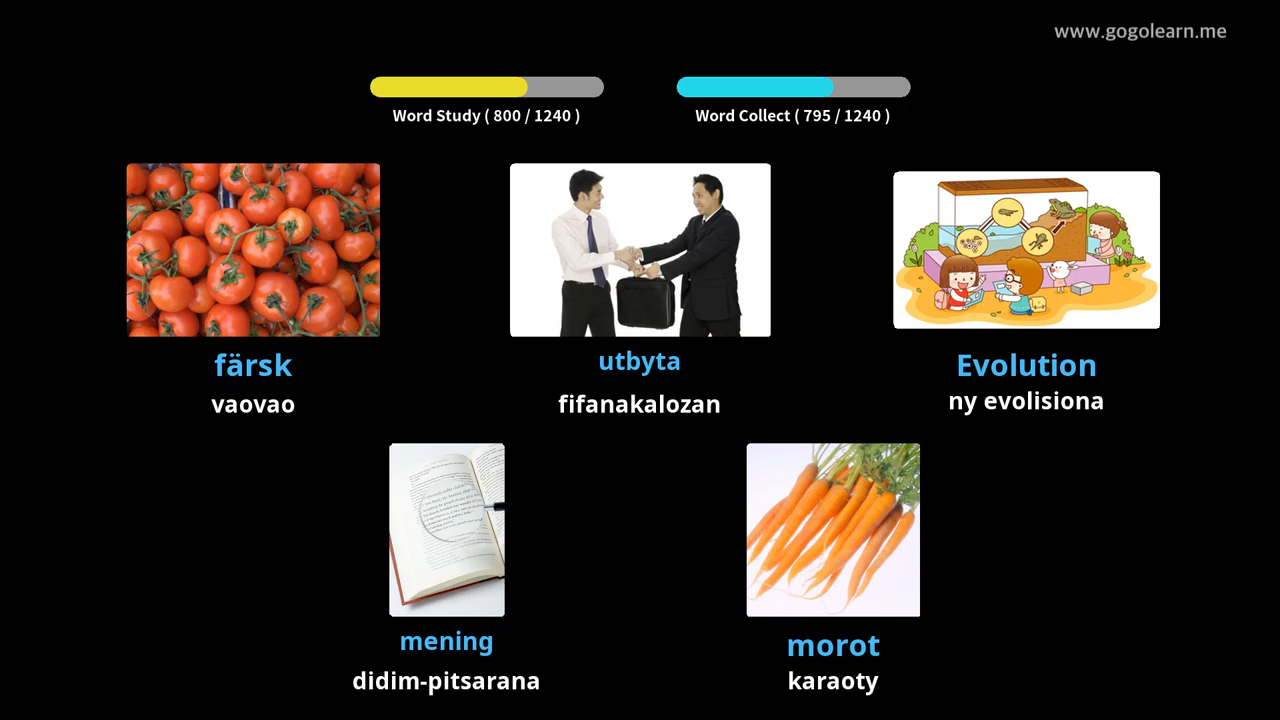 www.gogolearn.me
Word Study ( 800 / 1240 )
Word Collect ( 795 / 1240 )
färsk
vaovao
utbyta
fifanakalozan
Evolution
ny evolisiona
mening
didim-pitsarana
morot
karaoty